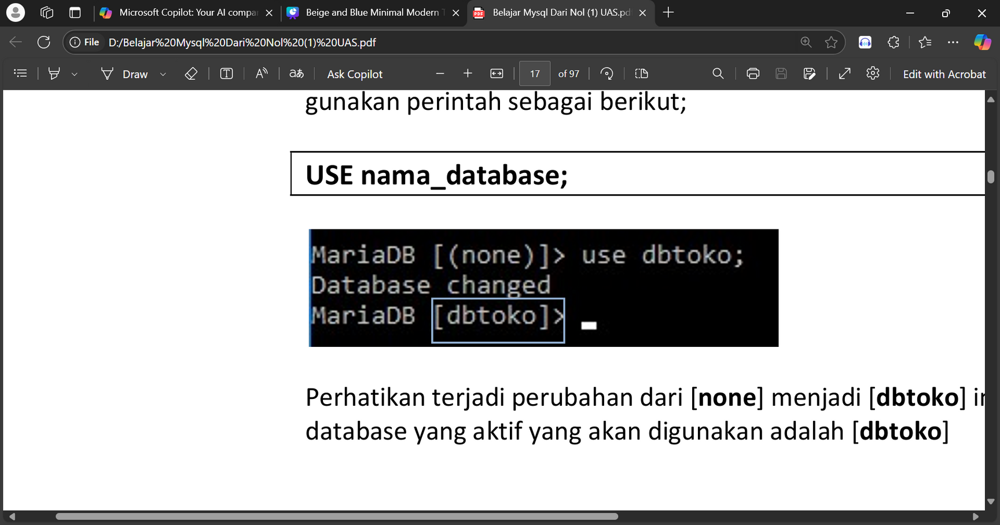 Microsoft Copilot: Your AI compa
Beige and Blue Minimal Modern
Belajar Mysql Dari Nol (1) UAS.pd
File
D:/Belajar%20Mysql%20Dari%20Nol%20(1)%20UAS.pdf
Draw
aあ
Ask Copilot
17
of 97
Edit with Acrobat
gunakan perintah sebagai berikut;
USE nama_database;
MariaDB [(none)]> use dbtoko;
Database changed
MariaDB [dbtoko]>
Perhatikan terjadi perubahan dari [none] menjadi [dbtoko]
database yang aktif yang akan digunakan adalah [dbtoko]